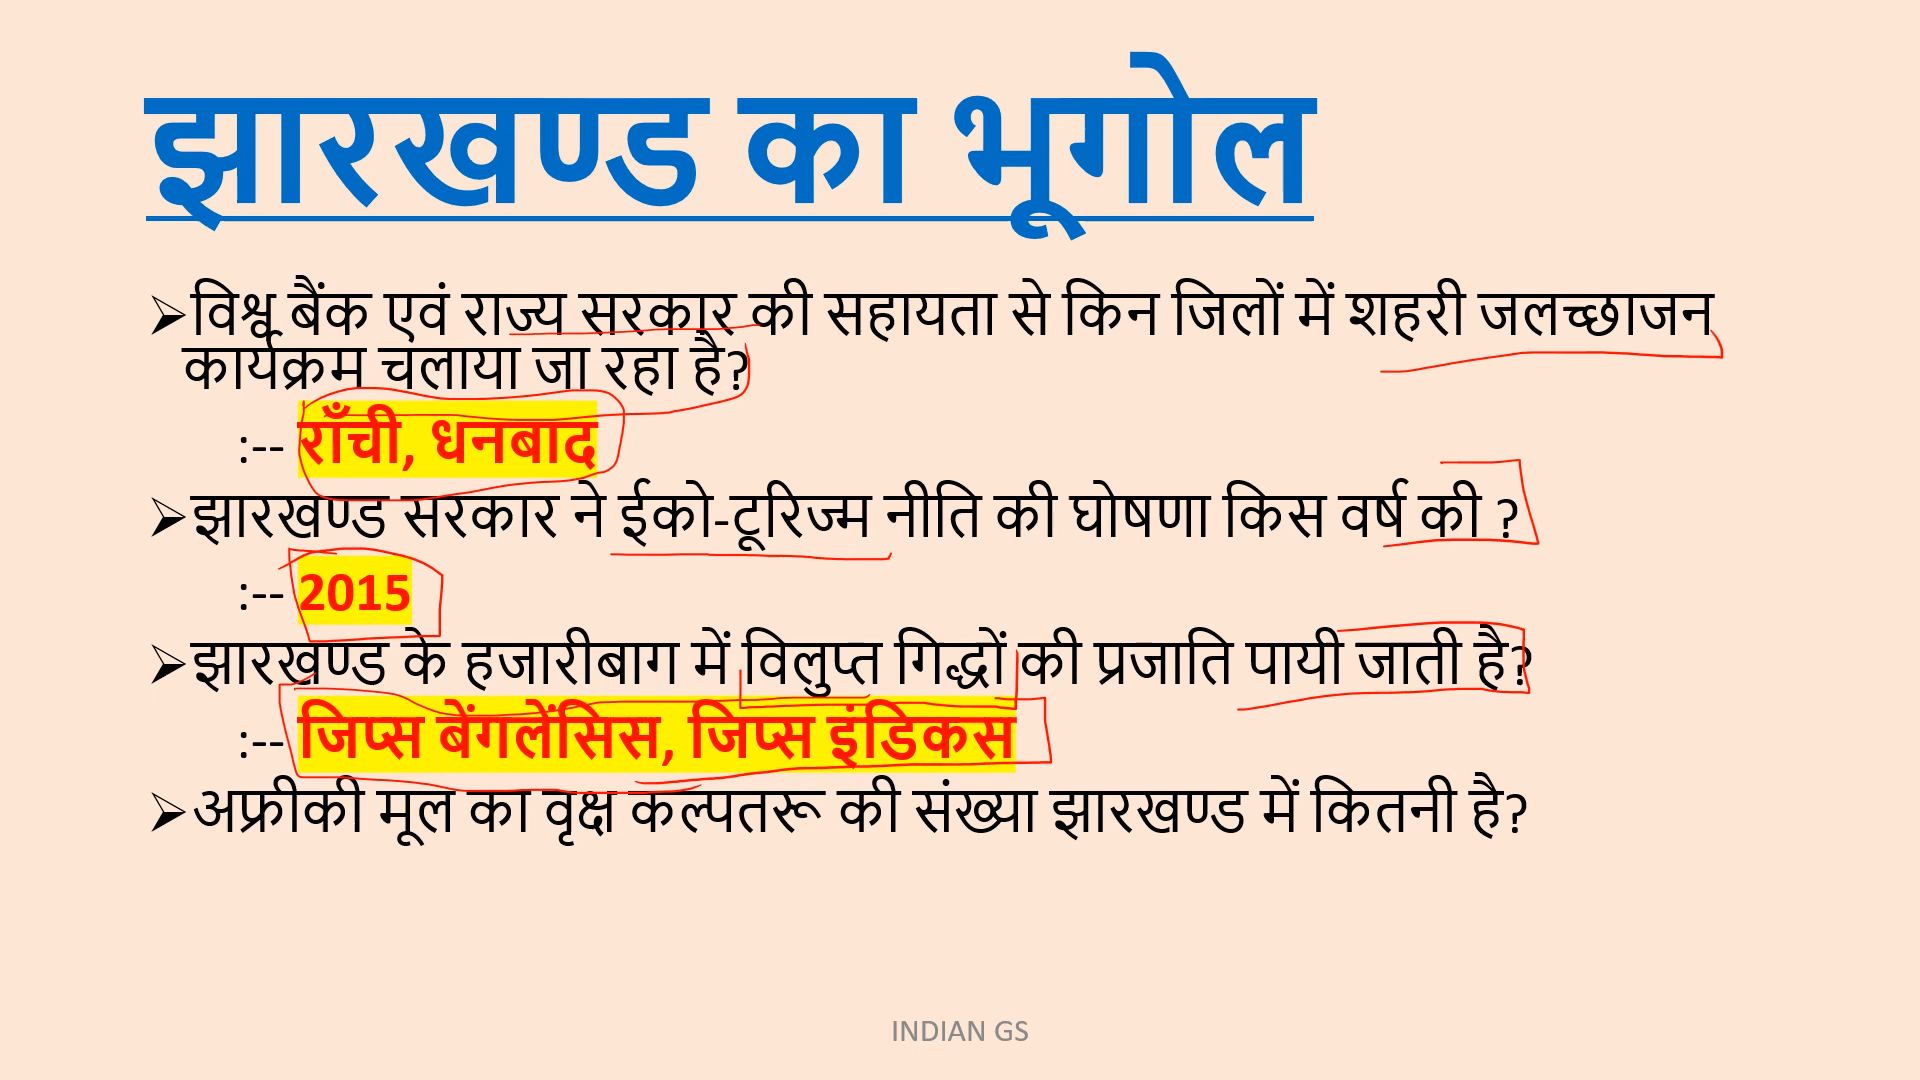 झारखण्ड का भूगोल
➢विश्व बैंक एवं राज्य सरकार की सहायता से किन जिलों में शहरी जलच्छाजन
कार्यक्रम चलाया जा रहा है?
:-- राँची, धनबाद
➢झारखण्ड सरकार ने ईको-टूरिज्म नीति की घोषणा किस वर्ष की ?
:-- 2015
➢झारखण्ड के हजारीबाग में विलुप्त गिद्धों की प्रजाति पायी जाती है?
:-- जिप्स बेंगलेंसिस, जिप्स इंडिकस
➢अफ्रीकी मूल का वृक्ष कल्पतरू की संख्या झारखण्ड में कितनी है?
INDIAN GS